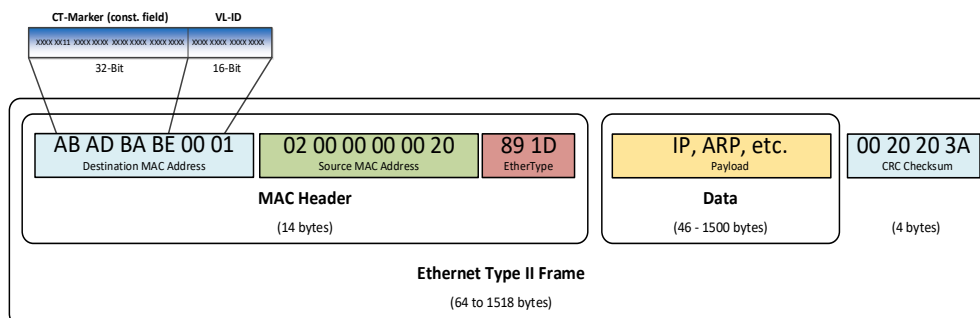 CT-Marker (const. field) VL-ID
XXXX XX11 XXXX XXXX XXXX XXXX XXXX XXXX XXXX XXXX XXXX XXXX
32-Bit 16-Bit
AB AD BA BE 00 01 02 00 00 00 00 20 89 1D IP, ARP, etc. 00 20 20 3A
Destination MAC Address Source MAC Address EtherType Payload CRC Checksum
MAC Header Data
(14 bytes) (46 - 1500 bytes) (4 bytes)
Ethernet Type II Frame
(64 to 1518 bytes)